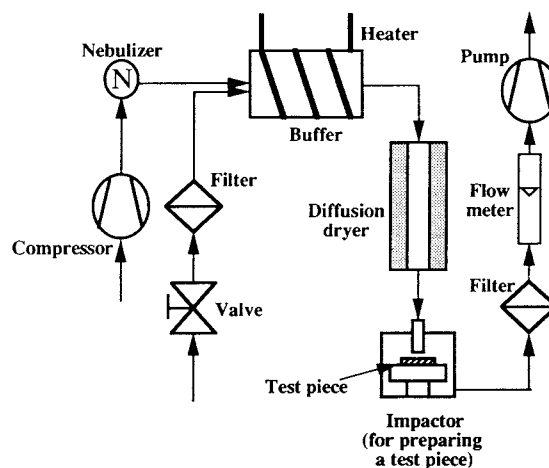 Nebulizer
N
Heater
Pump
Buffer
Filter
Compressor
Valve
Diffusion
dryer
Flow
meter
Filter
Test piece
Impactor
(for preparing
a test piece)